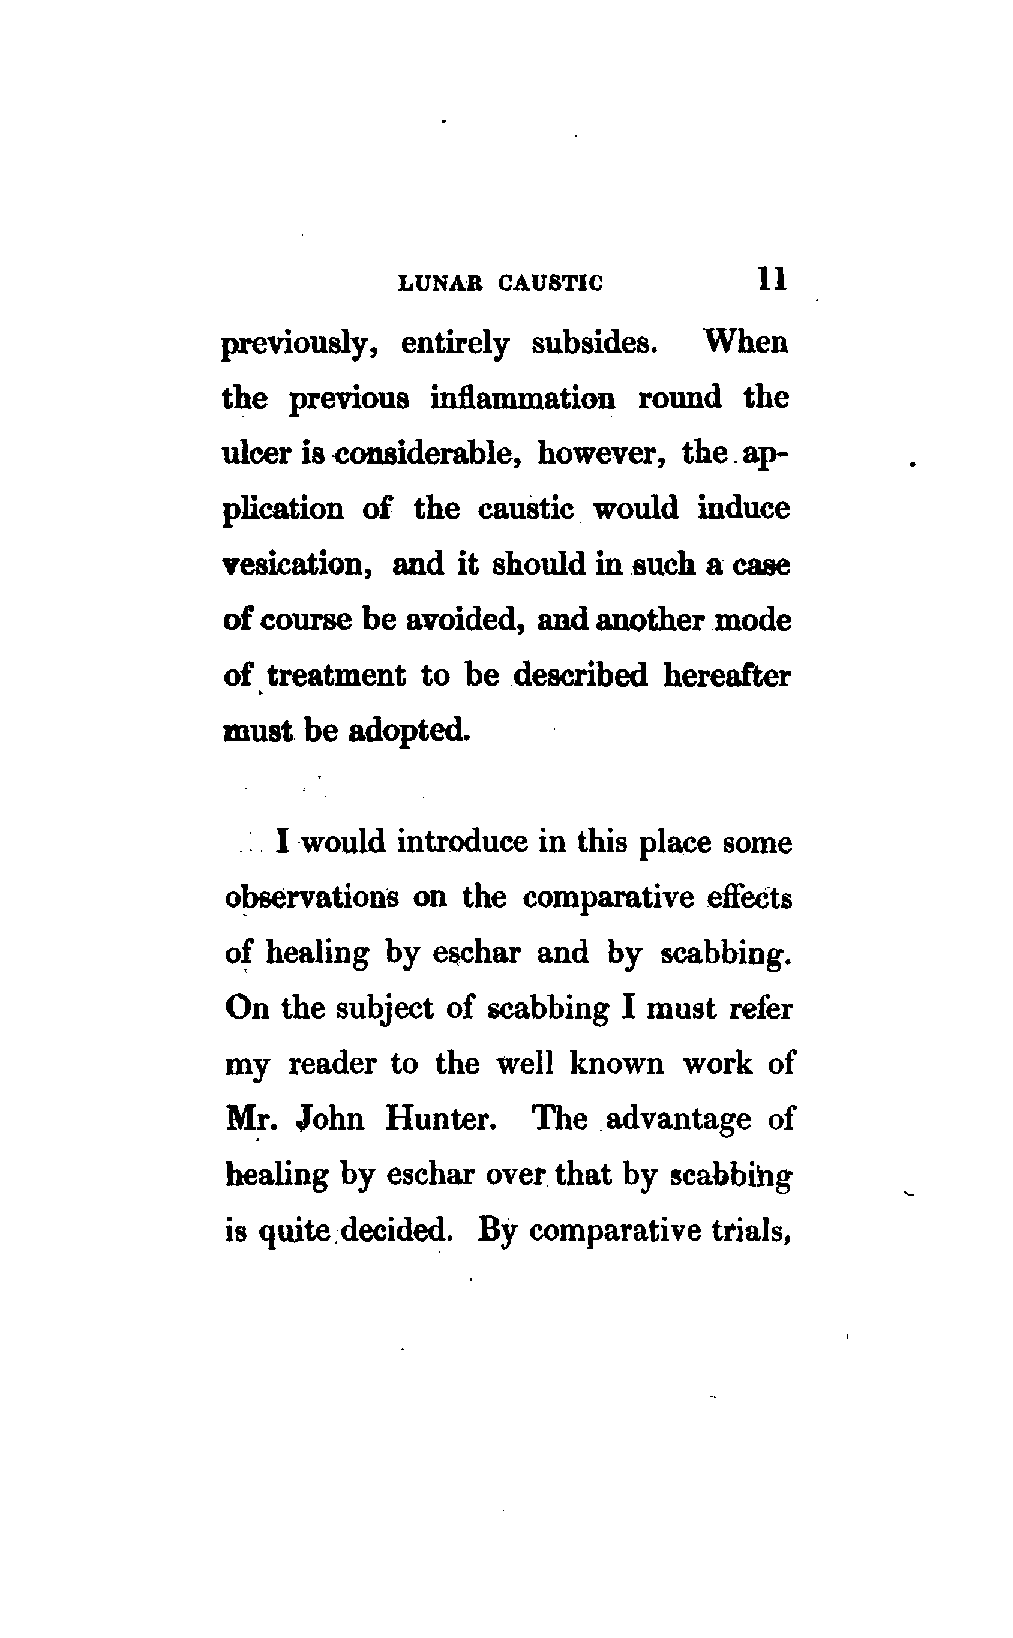 LUNAR CAUSTIC 11
previously, entirely subsides. When
the previous inflammation round the
ulcer is considerable, however, the ap-
plication of the caustic would induce
vesication, and it should in such a case
of course be avoided, and another mode
of treatment to be described hereafter
must be adopted.
I would introduce in this place some
observations on the comparative effects
of healing by eschar and by scabbing.
On the subject of scabbing I must refer
my reader to the well known work of
Mr. John Hunter. The advantage of
healing by eschar over that by scabbing
is quite decided. By comparative trials,